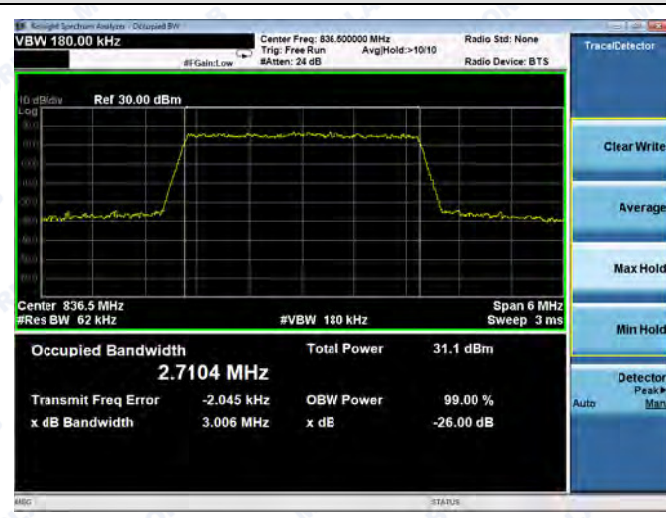 Keysight Spectrum Analyzer - Occupied BW
VBW 180.00 kHz
#FGain:Low
Center Freq: 836.500000 MHz
Trig: Free Run Avg|Hold:>10/10
#Atten: 24 dB
Radio Std: None
Radio Device: BTS
Trace/Detector
10 dB/div Ref 30.00 dBm
Log
Clear Write
Average
Max Hold
Min Hold
Detector
Peak▶
Auto Man
Center 836.5 MHz Span 6 MHz
#Res BW 62 kHz #VBW 180 kHz Sweep 3 ms
Occupied Bandwidth Total Power 31.1 dBm
2.7104 MHz
Transmit Freq Error -2.045 kHz OBW Power 99.00 %
x dB Bandwidth 3.006 MHz x dB -26.00 dB
MSG STATUS